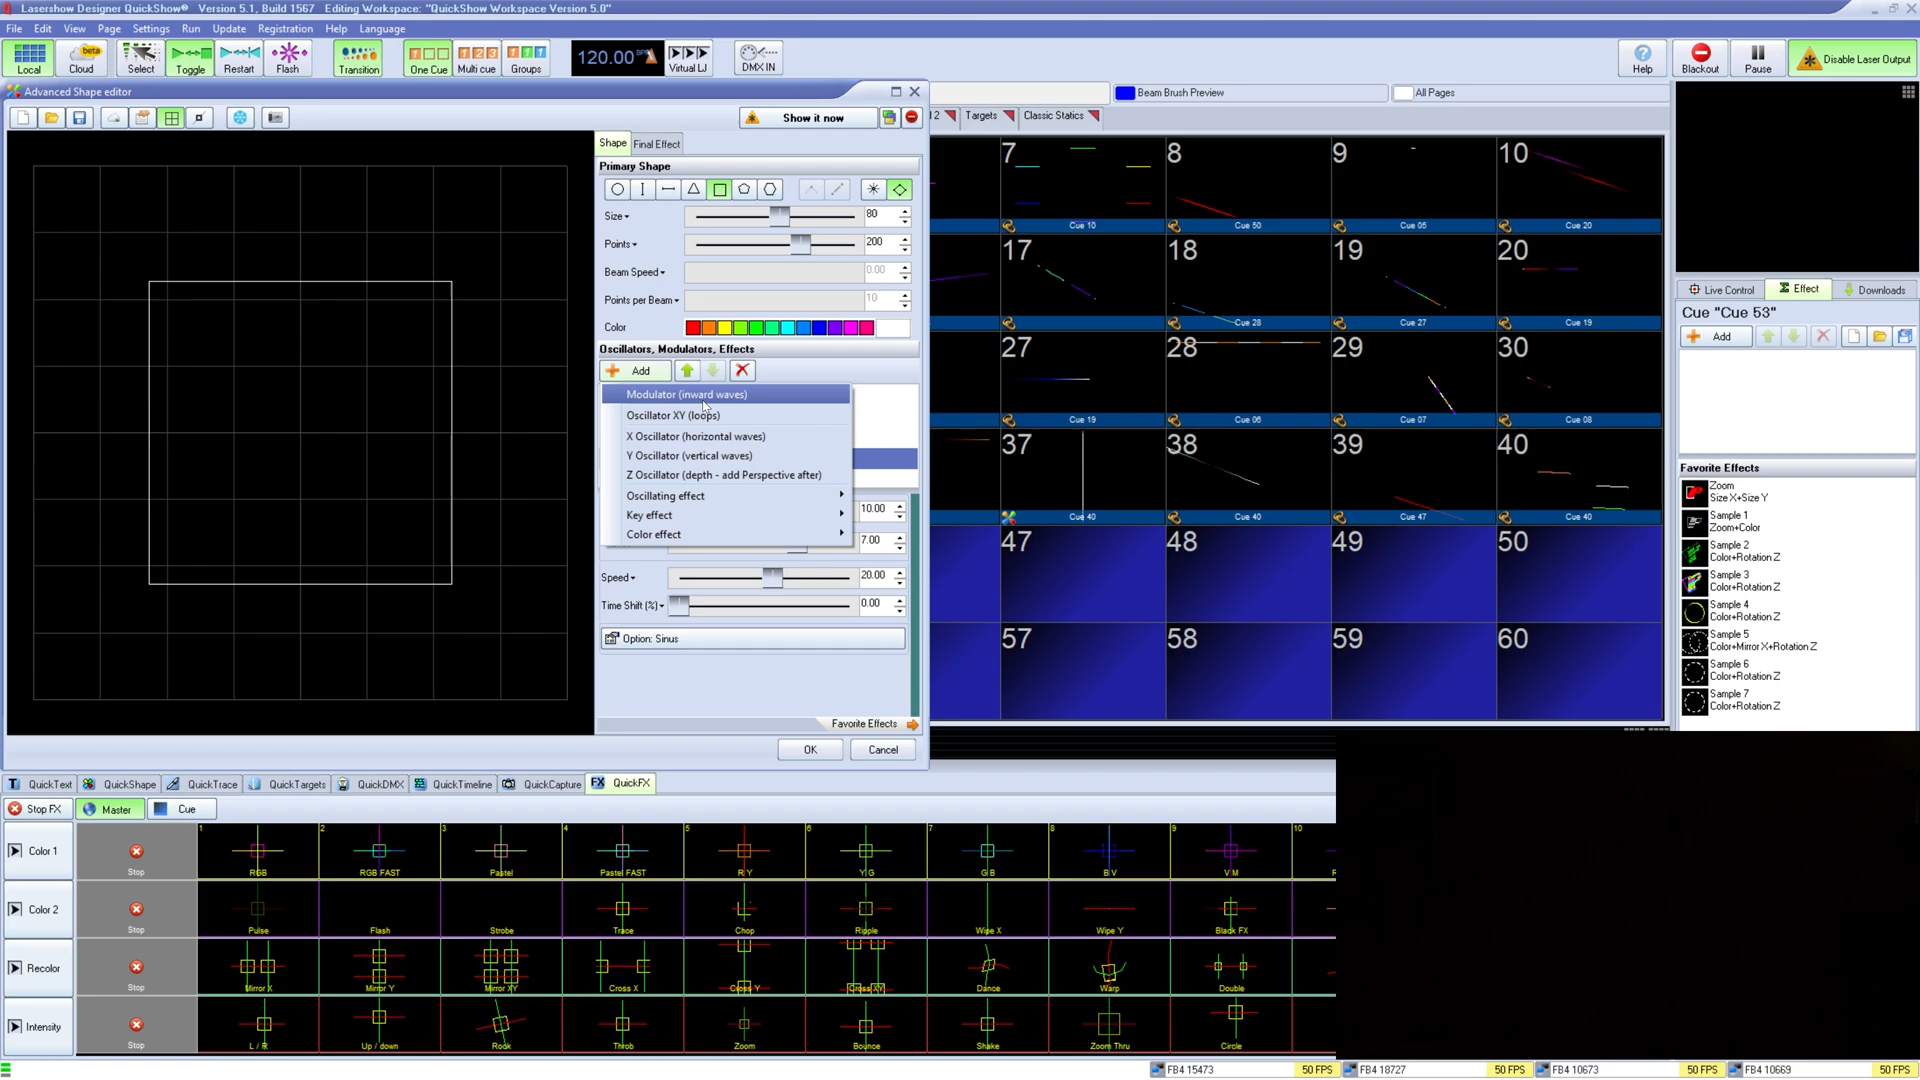 Lasershow Designer QuickShow® Version 5.1, Build 1567 Editing Workspace: "QuickShow Workspace Version 5.0"
File Edit View Page Settings Run Update Registration Help Language
Local Cloud beta Select Toggle Restart Flash Transition One Cue Multi cue Groups 120.00 BPM Virtual LJ DMX IN Help Blackout Pause Disable Laser Output
Advanced Shape editor
Show it now
Shape Final Effect
Primary Shape
Size 80
Points 200
Beam Speed 0.00
Points per Beam 10
Color
Oscillators, Modulators, Effects
Add
Modulator (inward waves)
Oscillator XY (loops)
X Oscillator (horizontal waves)
Y Oscillator (vertical waves)
Z Oscillator (depth - add Perspective after)
Oscillating effect
Key effect
Color effect
10.00
7.00
Speed 20.00
Time Shift (%) 0.00
Option: Sinus
Favorite Effects
OK Cancel
Beam Brush Preview All Pages
2 Targets Classic Statics
7 8 9 10
Cue 10 Cue 50 Cue 05 Cue 20
17 18 19 20
Cue 28 Cue 27 Cue 19
27 28 29 30
Cue 19 Cue 06 Cue 07 Cue 08
37 38 39 40
Cue 40 Cue 40 Cue 47 Cue 40
47 48 49 50
57 58 59 60
Live Control Effect Downloads
Cue "Cue 53"
Add
Favorite Effects
Zoom
Size X+Size Y
Sample 1
Zoom+Color
Sample 2
Color+Rotation Z
Sample 3
Color+Rotation Z
Sample 4
Color+Rotation Z
Sample 5
Color+Mirror X+Rotation Z
Sample 6
Color+Rotation Z
Sample 7
Color+Rotation Z
QuickText QuickShape QuickTrace QuickTargets QuickDMX QuickTimeline QuickCapture FX QuickFX
Stop FX Master Cue
1 2 3 4 5 6 7 8 9 10
Color 1 Stop RGB RGB FAST Pastel Pastel FAST R Y Y G G B B V V M
Color 2 Stop Pulse Flash Strobe Trace Chop Ripple Wipe X Wipe Y Black FX
Recolor Stop Mirror X Mirror Y Mirror XY Cross X Cross Y Cross XY Dance Warp Double
Intensity Stop L / R Up / down Rock Throb Zoom Bounce Shake Zoom Thru Circle
FB4 15473 50 FPS FB4 18727 50 FPS FB4 10673 50 FPS FB4 10669 50 FPS